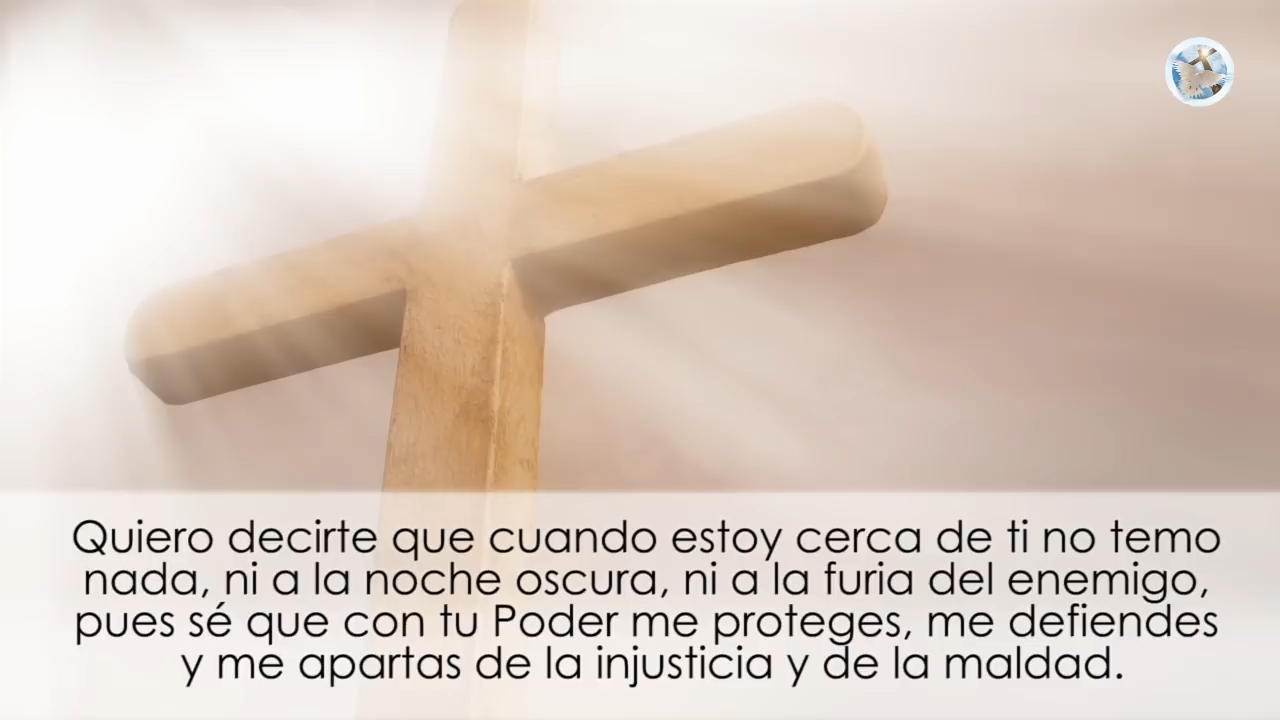 Quiero decirte que cuando estoy cerca de ti no temo
nada, ni a la noche oscura, ni a la furia del enemigo,
pues sé que con tu Poder me proteges, me defiendes
y me apartas de la injusticia y de la maldad.